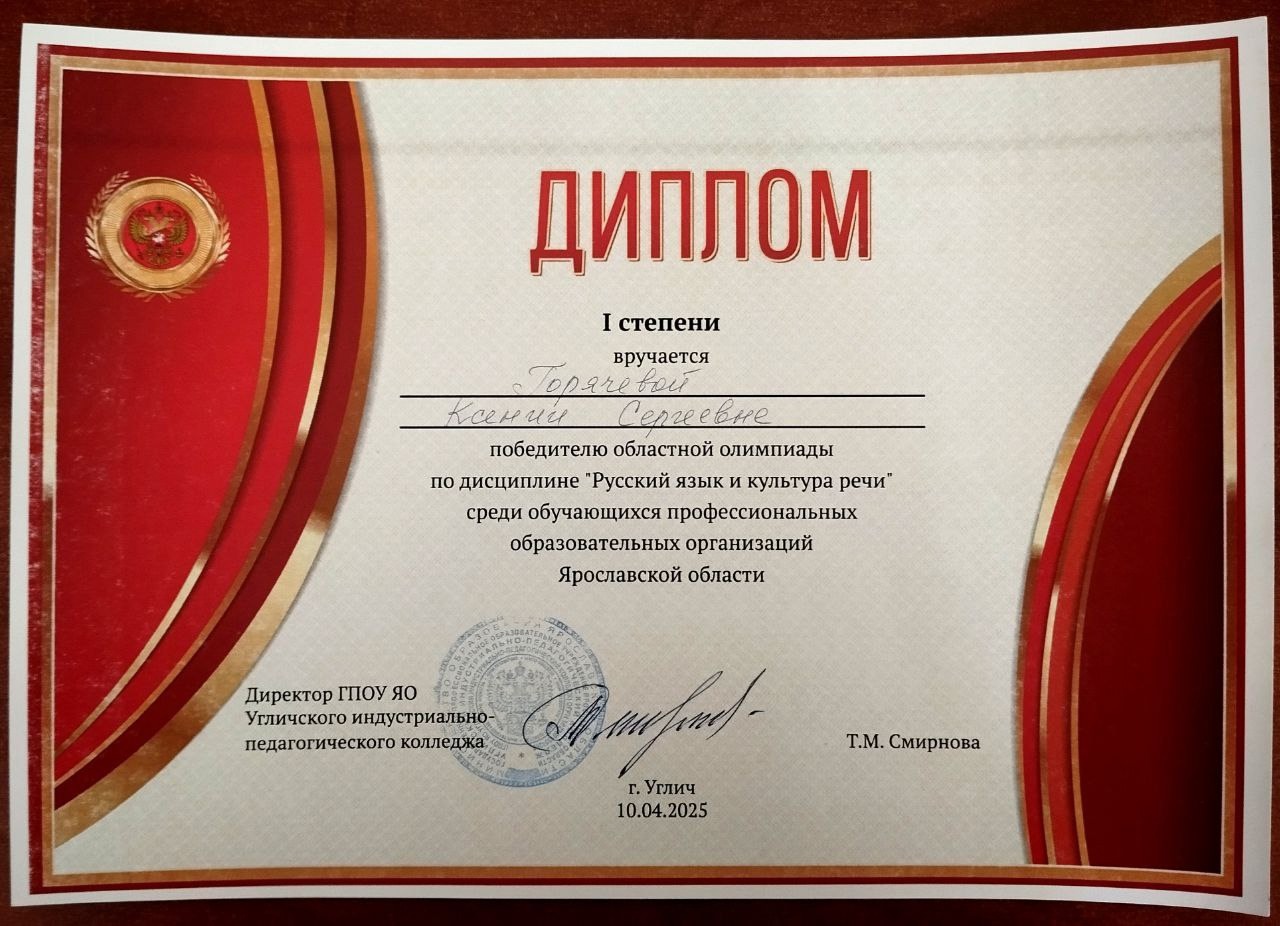 ДИПЛОМ
I степени
вручается
Горячевой
Ксении Сергеевне
победителю областной олимпиады
по дисциплине "Русский язык и культура речи"
среди обучающихся профессиональных
образовательных организаций
Ярославской области
Директор ГПОУ ЯО
Угличского индустриально-
педагогического колледжа
Т.М. Смирнова
г. Углич
10.04.2025